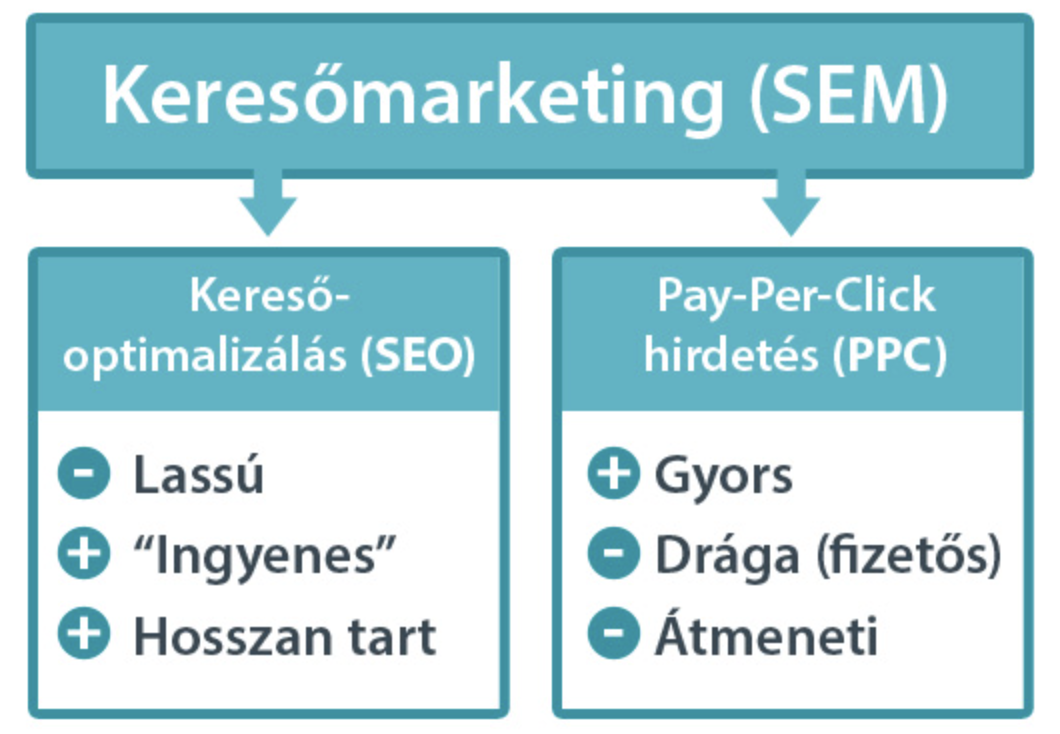 Keresőmarketing (SEM)
Kereső-
optimalizálás (SEO)
- Lassú
+ “Ingyenes”
+ Hosszan tart
Pay-Per-Click
hirdetés (PPC)
+ Gyors
- Drága (fizetős)
- Átmeneti